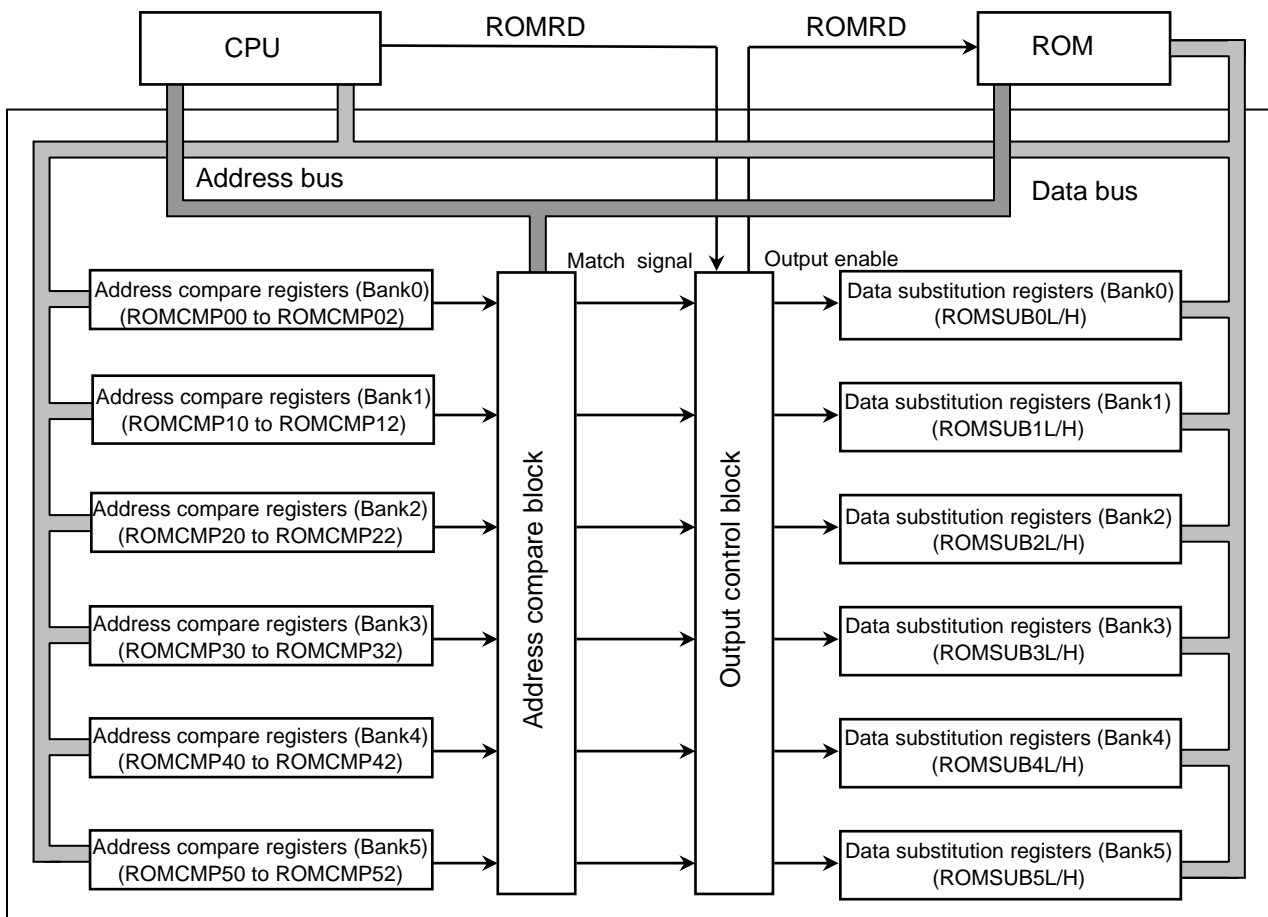 CPU
ROMRD
ROMRD
ROM
Address bus
Data bus
Match signal
Output enable
Address compare registers (Bank0)
(ROMCMP00 to ROMCMP02)
Data substitution registers (Bank0)
(ROMSUB0L/H)
Address compare registers (Bank1)
(ROMCMP10 to ROMCMP12)
Data substitution registers (Bank1)
(ROMSUB1L/H)
Address compare block
Output control block
Address compare registers (Bank2)
(ROMCMP20 to ROMCMP22)
Data substitution registers (Bank2)
(ROMSUB2L/H)
Address compare registers (Bank3)
(ROMCMP30 to ROMCMP32)
Data substitution registers (Bank3)
(ROMSUB3L/H)
Address compare registers (Bank4)
(ROMCMP40 to ROMCMP42)
Data substitution registers (Bank4)
(ROMSUB4L/H)
Address compare registers (Bank5)
(ROMCMP50 to ROMCMP52)
Data substitution registers (Bank5)
(ROMSUB5L/H)